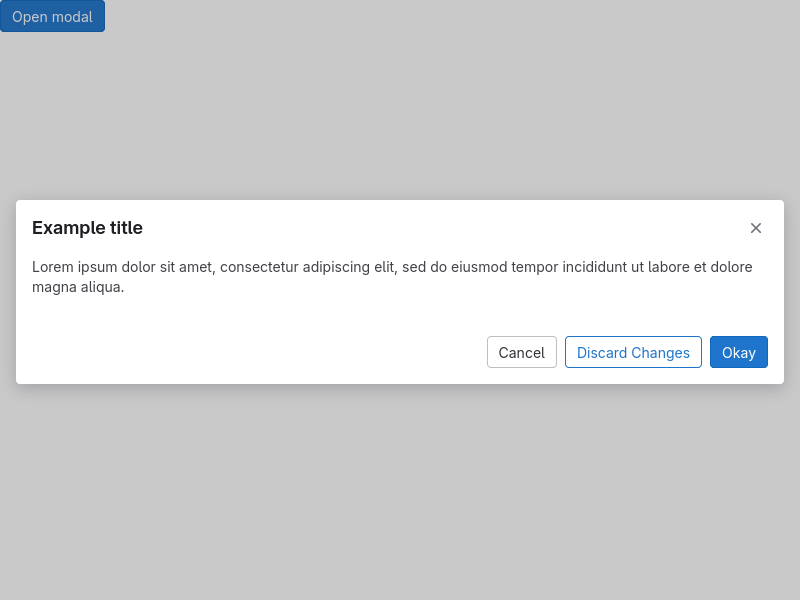 Open modal
Example title
Lorem ipsum dolor sit amet, consectetur adipiscing elit, sed do eiusmod tempor incididunt ut labore et dolore
magna aliqua.
Cancel
Discard Changes
Okay